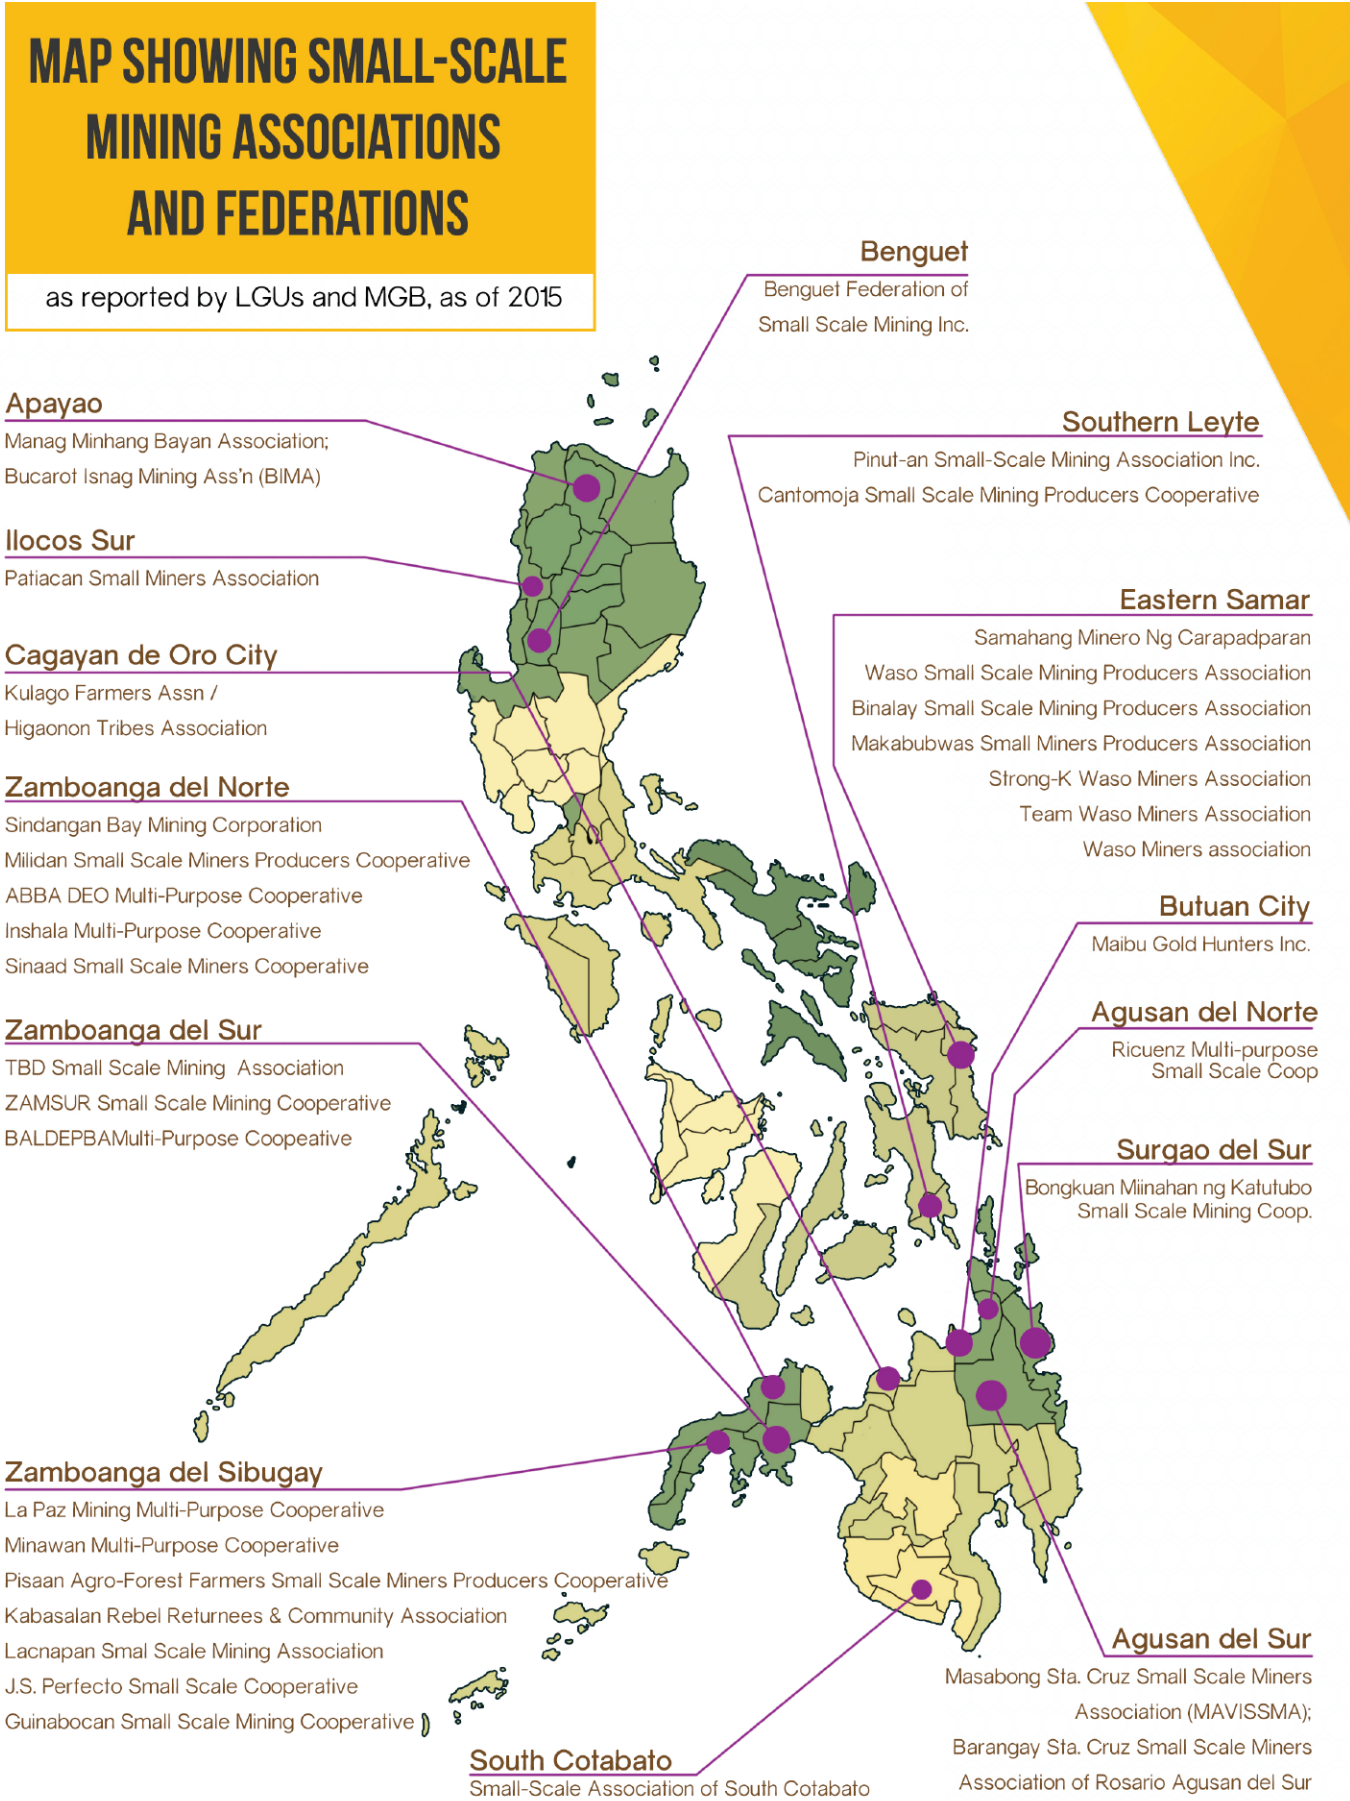 MAP SHOWING SMALL-SCALE
MINING ASSOCIATIONS
AND FEDERATIONS
as reported by LGUs and MGB, as of 2015
Benguet
Benguet Federation of
Small Scale Mining Inc.
Apayao
Manag Minhang Bayan Association;
Bucarot Isnag Mining Ass'n (BIMA)
Ilocos Sur
Patiacan Small Miners Association
Cagayan de Oro City
Kulago Farmers Assn /
Higaonon Tribes Association
Zamboanga del Norte
Sindangan Bay Mining Corporation
Milidan Small Scale Miners Producers Cooperative
ABBA DEO Multi-Purpose Cooperative
Inshala Multi-Purpose Cooperative
Sinaad Small Scale Miners Cooperative
Zamboanga del Sur
TBD Small Scale Mining Association
ZAMSUR Small Scale Mining Cooperative
BALDEPBAMulti-Purpose Coopeative
Zamboanga del Sibugay
La Paz Mining Multi-Purpose Cooperative
Minawan Multi-Purpose Cooperative
Pisaan Agro-Forest Farmers Small Scale Miners Producers Cooperative
Kabasalan Rebel Returnees & Community Association
Lacnapan Smal Scale Mining Association
J.S. Perfecto Small Scale Cooperative
Guinabocan Small Scale Mining Cooperative
South Cotabato
Small-Scale Association of South Cotabato
Southern Leyte
Pinut-an Small-Scale Mining Association Inc.
Cantomoja Small Scale Mining Producers Cooperative
Eastern Samar
Samahang Minero Ng Carapadparan
Waso Small Scale Mining Producers Association
Binalay Small Scale Mining Producers Association
Makabubwas Small Miners Producers Association
Strong-K Waso Miners Association
Team Waso Miners Association
Waso Miners association
Butuan City
Maibu Gold Hunters Inc.
Agusan del Norte
Ricuenz Multi-purpose
Small Scale Coop
Surgao del Sur
Bongkuan Miinahan ng Katutubo
Small Scale Mining Coop.
Agusan del Sur
Masabong Sta. Cruz Small Scale Miners
Association (MAVISSMA);
Barangay Sta. Cruz Small Scale Miners
Association of Rosario Agusan del Sur